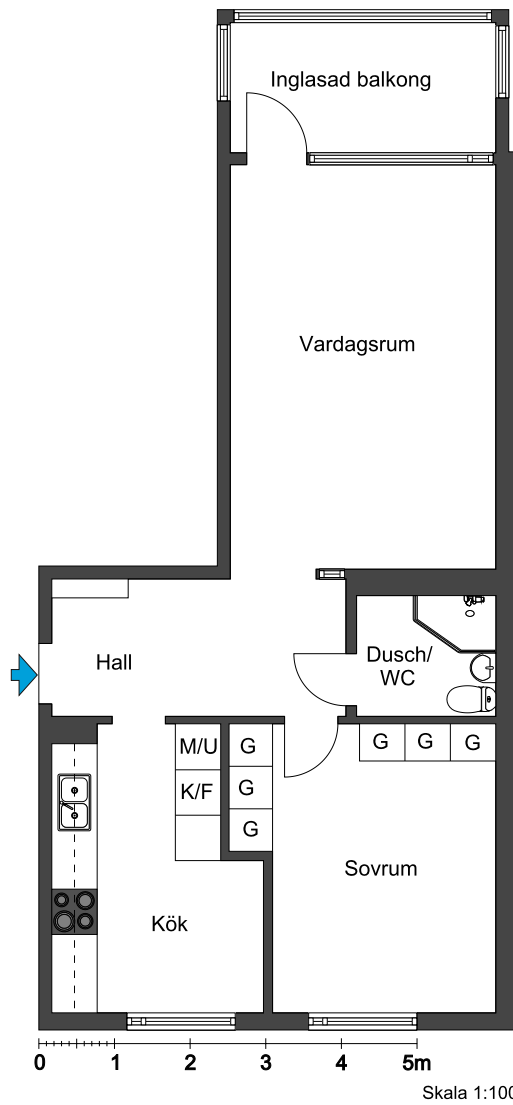 Inglasad balkong
Vardagsrum
Hall
Dusch/
WC
M/U
G
G
G
G
K/F
G
G
Sovrum
Kök
0 1 2 3 4 5m
Skala 1:100